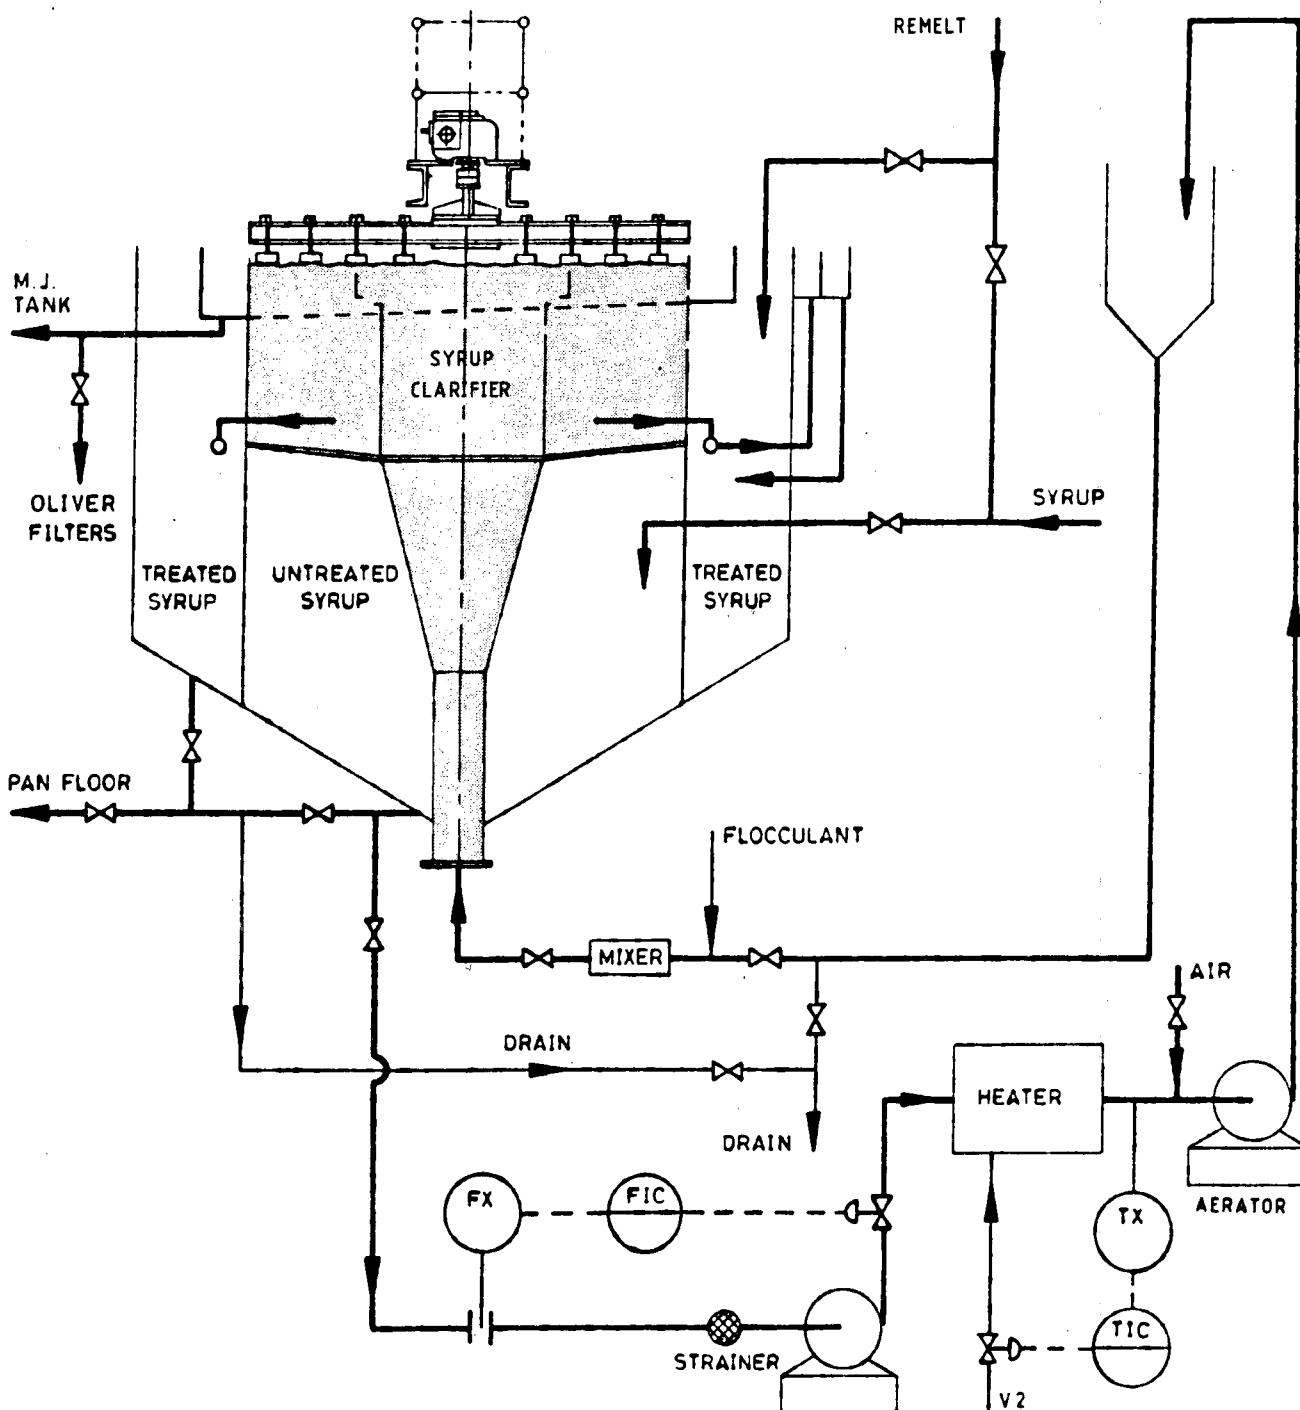 REMELT
M.J.
TANK
SYRUP
CLARIFIER
OLIVER
FILTERS
SYRUP
TREATED
SYRUP
UNTREATED
SYRUP
TREATED
SYRUP
PAN FLOOR
FLOCCULANT
MIXER
AIR
DRAIN
HEATER
DRAIN
FX
FIC
TX
AERATOR
TIC
STRAINER
V2